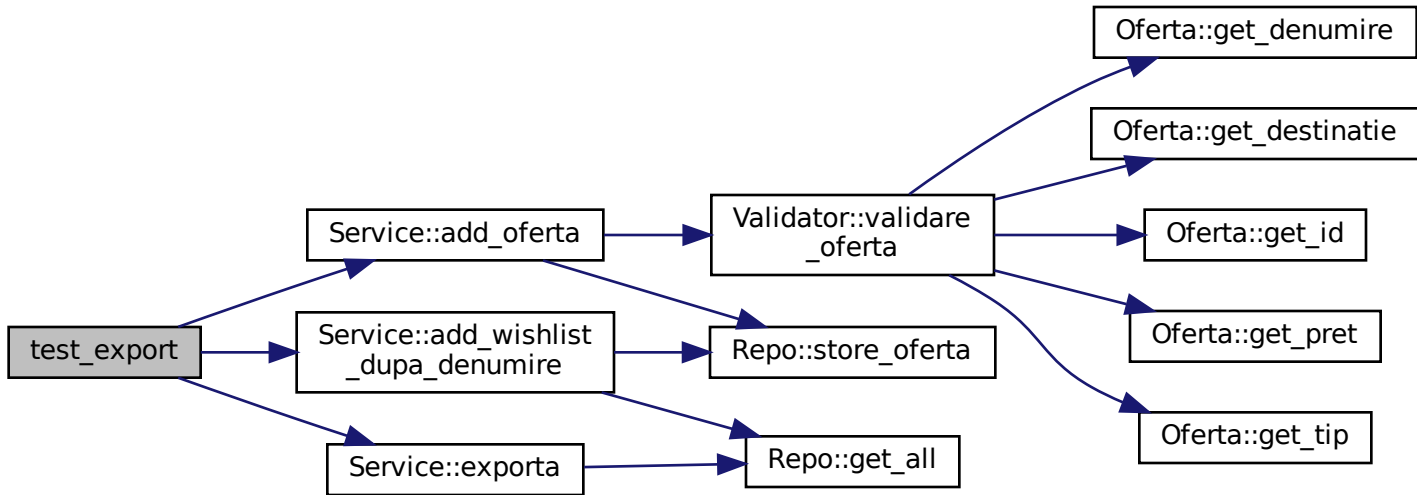 test_export
Service::add_oferta
Service::add_wishlist
_dupa_denumire
Service::exporta
Validator::validare
_oferta
Repo::store_oferta
Repo::get_all
Oferta::get_denumire
Oferta::get_destinatie
Oferta::get_id
Oferta::get_pret
Oferta::get_tip